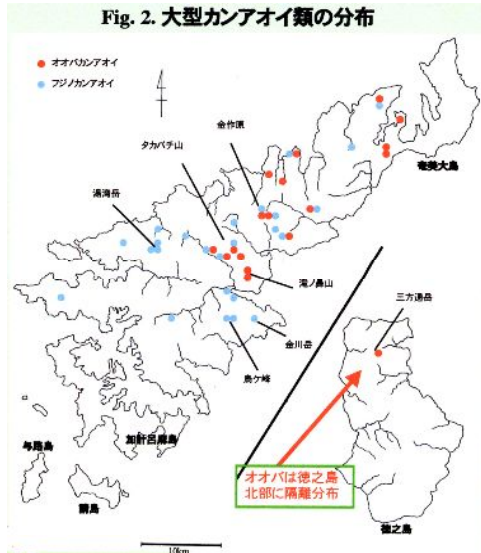 Fig. 2. 大型カンアオイ類の分布
オオバカンアオイ
フジノカンアオイ
金作原
タカバチ山
奄美大島
湯湾岳
滝ノ鼻山
三方通岳
金川岳
鳥ケ峰
加計呂麻島
与路島
請島
オオバは徳之島
北部に隔離分布
徳之島
10km